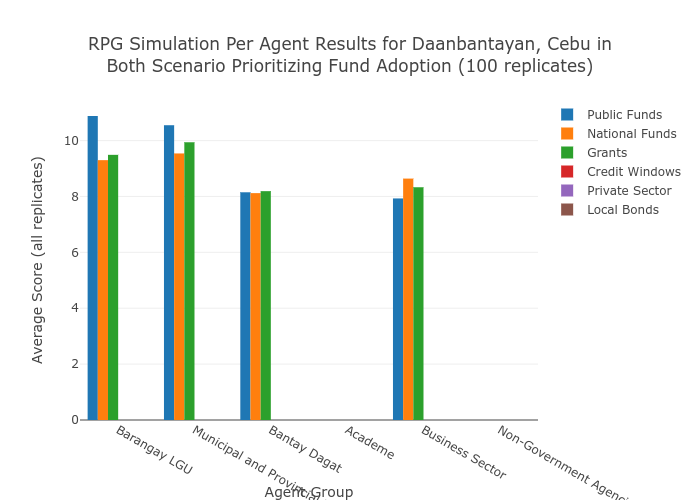 RPG Simulation Per Agent Results for Daanbantayan, Cebu in
Both Scenario Prioritizing Fund Adoption (100 replicates)
Public Funds
National Funds
Grants
Credit Windows
Private Sector
Local Bonds
Average Score (all replicates)
10
8
6
4
2
0
Barangay LGU
Municipal and
Bantay Dagat
Academe
Business Sector
Non-Government
Agent Group